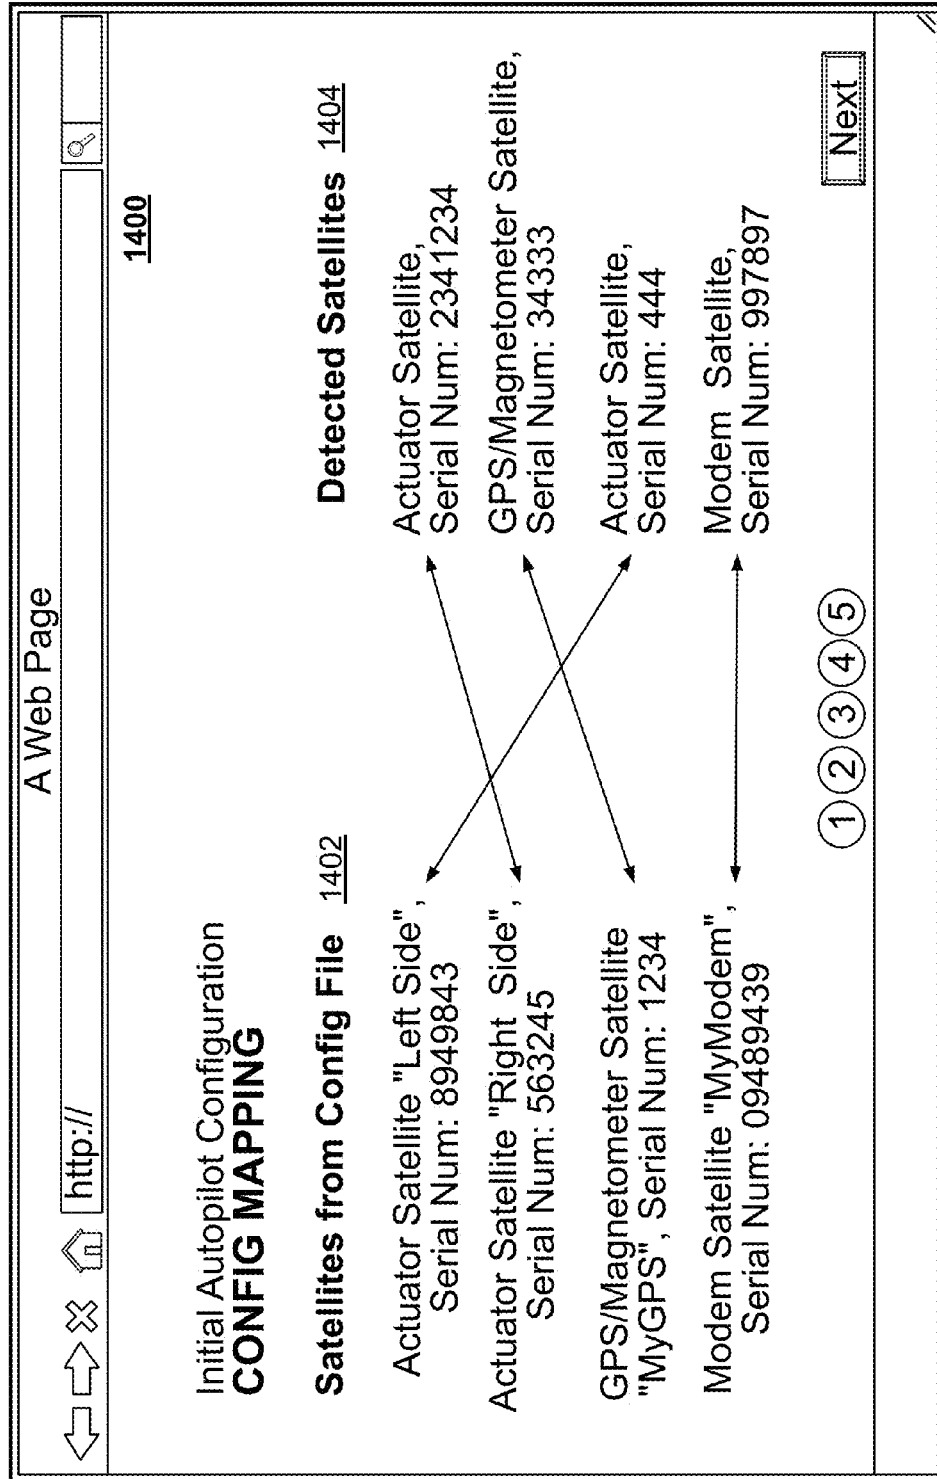 A Web Page
http://
1400
Initial Autopilot Configuration
CONFIG MAPPING
Satellites from Config File 1402
Actuator Satellite "Left Side",
Serial Num: 8949843
Actuator Satellite "Right Side",
Serial Num: 563245
GPS/Magnetometer Satellite
"MyGPS", Serial Num: 1234
Modem Satellite "MyModem",
Serial Num: 09489439
Detected Satellites 1404
Actuator Satellite,
Serial Num: 2341234
GPS/Magnetometer Satellite,
Serial Num: 34333
Actuator Satellite,
Serial Num: 444
Modem Satellite,
Serial Num: 997897
1 2 3 4 5
Next